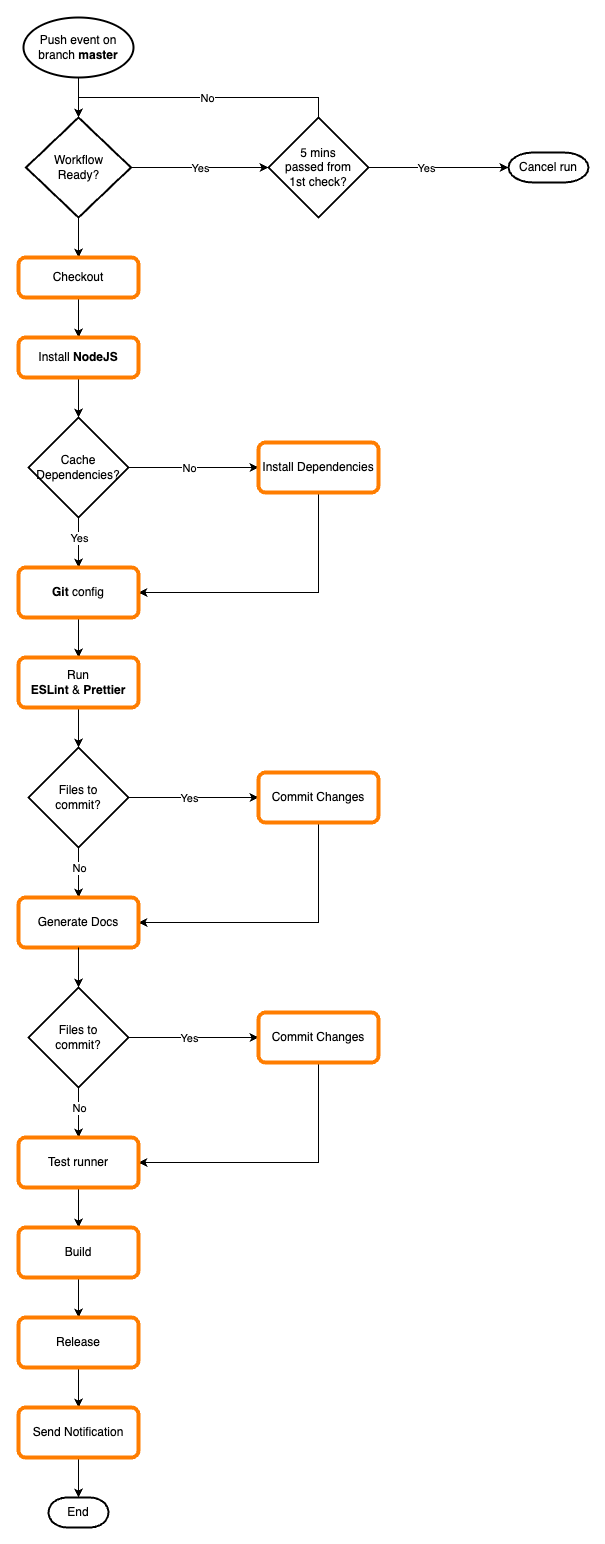 Push event on
branch master
No
Workflow
Ready?
Yes
5 mins
passed from
1st check?
Yes
Cancel run
Checkout
Install NodeJS
Cache
Dependencies?
No
Install Dependencies
Yes
Git config
Run
ESLint & Prettier
Files to
commit?
Yes
Commit Changes
No
Generate Docs
Files to
commit?
Yes
Commit Changes
No
Test runner
Build
Release
Send Notification
End